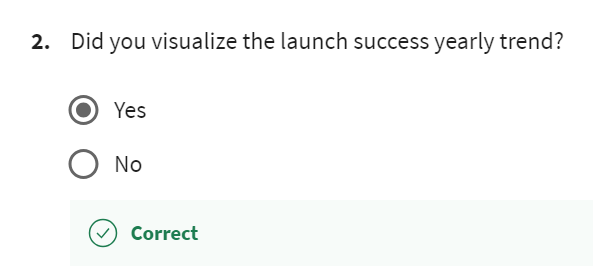 2. Did you visualize the launch success yearly trend?
Yes
No
Correct